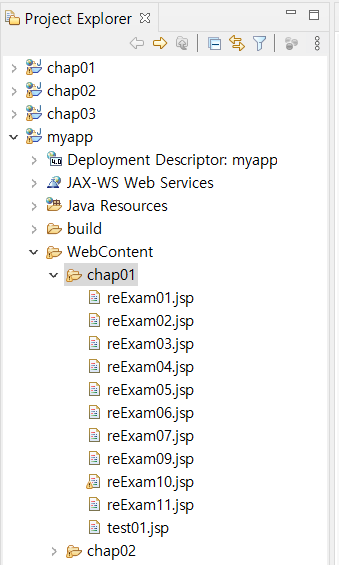 Project Explorer
chap01
chap02
chap03
myapp
4.0 Deployment Descriptor: myapp
JAX-WS Web Services
Java Resources
build
WebContent
chap01
reExam01.jsp
reExam02.jsp
reExam03.jsp
reExam04.jsp
reExam05.jsp
reExam06.jsp
reExam07.jsp
reExam09.jsp
reExam10.jsp
reExam11.jsp
test01.jsp
chap02